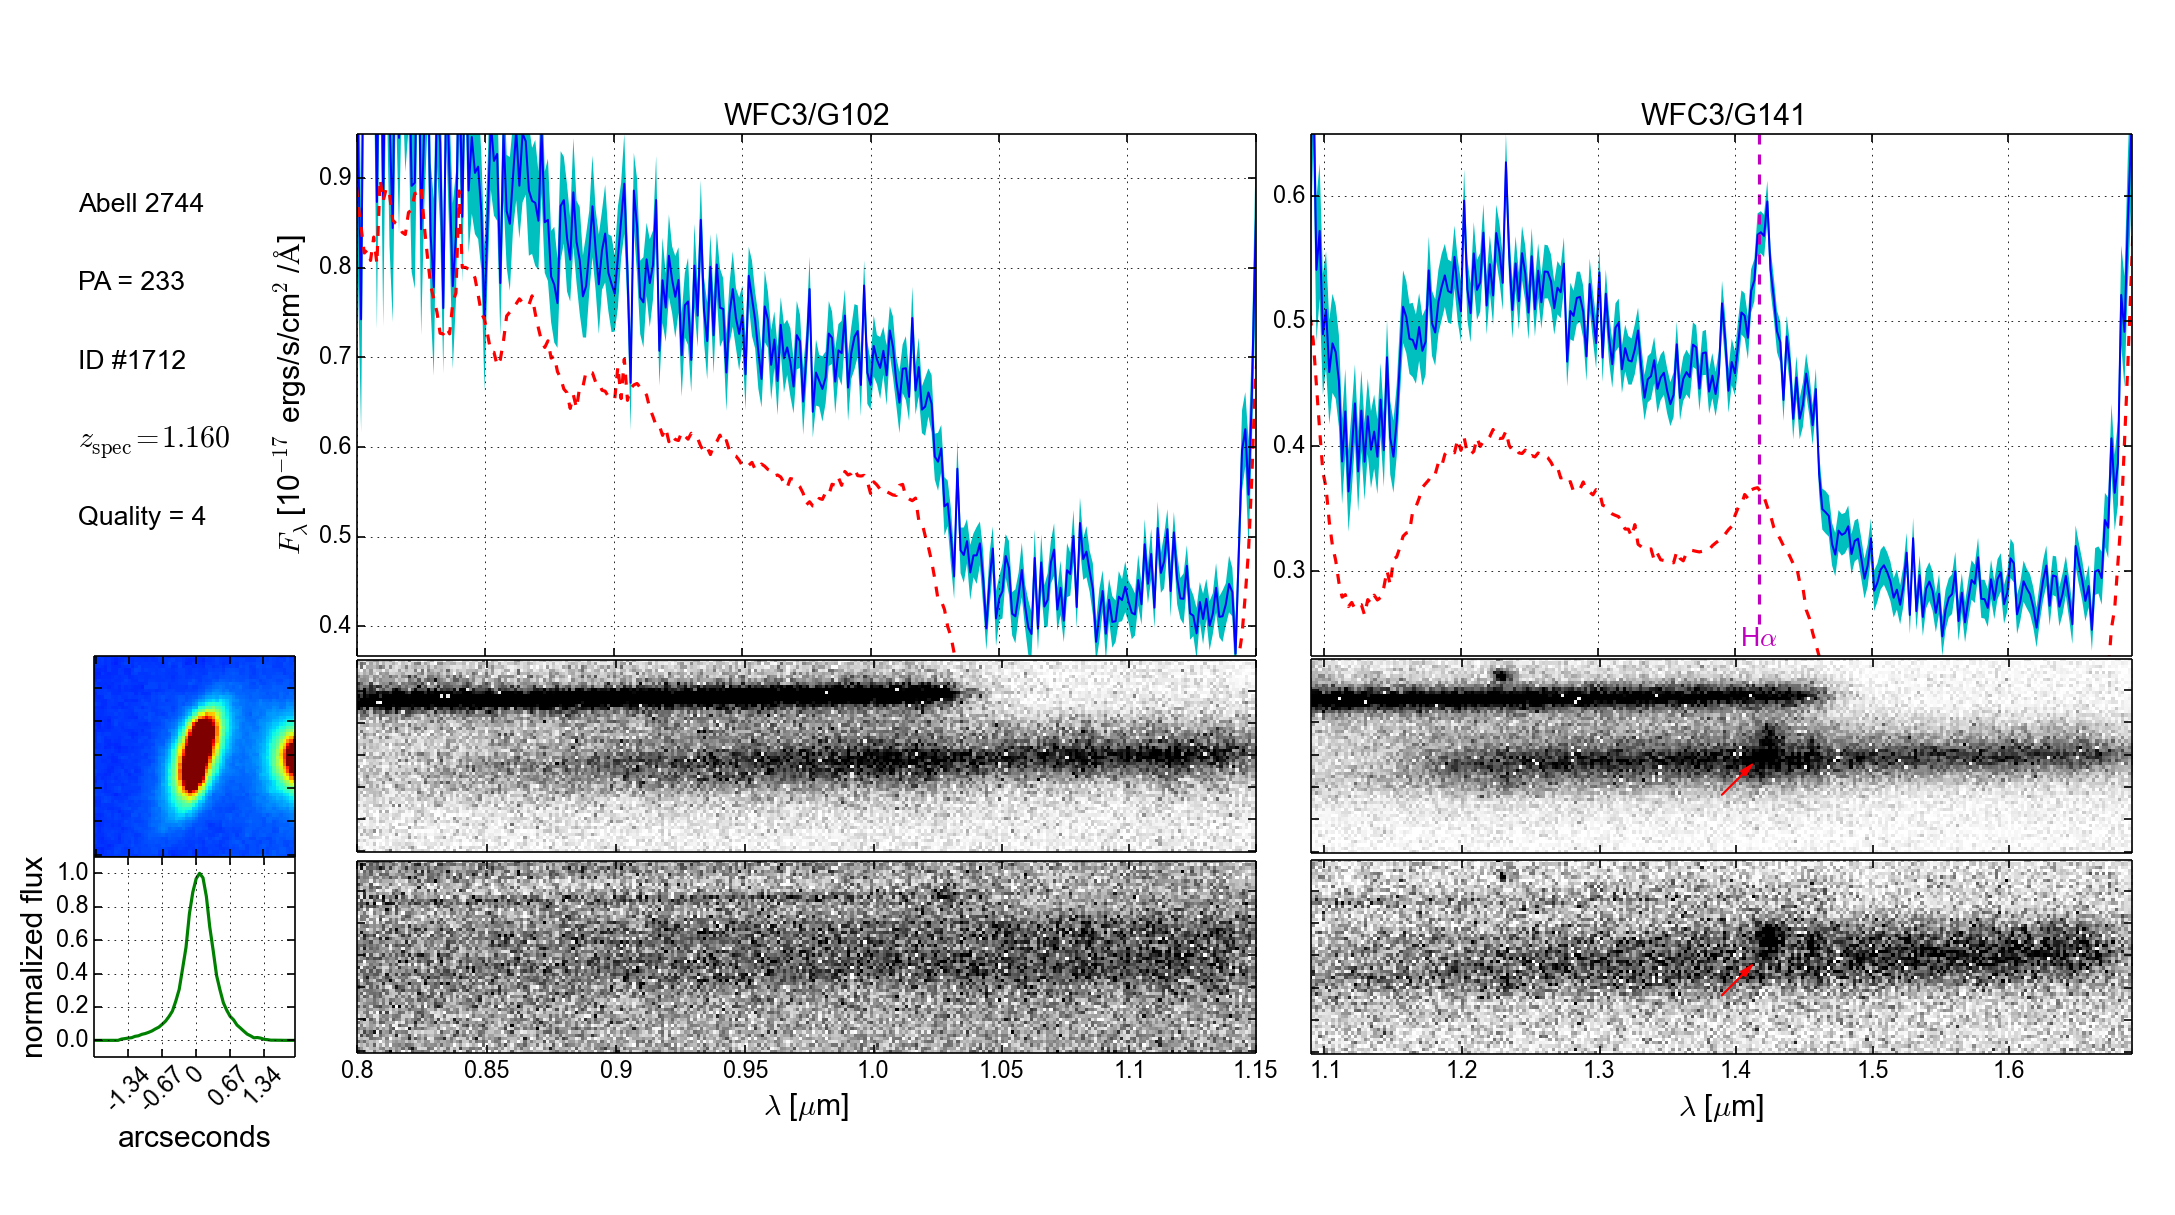 WFC3/G102
WFC3/G141
Abell 2744
PA = 233
ID #1712
z_spec = 1.160
Quality = 4
F_λ [10^−17 ergs/s/cm^2 /Å]
0.9
0.8
0.7
0.6
0.5
0.4
0.6
0.5
0.4
0.3
Hα
normalized flux
1.0
0.8
0.6
0.4
0.2
0.0
-1.34 -0.67 0 0.67 1.34
arcseconds
0.8 0.85 0.9 0.95 1.0 1.05 1.1 1.15
λ [μm]
1.1 1.2 1.3 1.4 1.5 1.6
λ [μm]